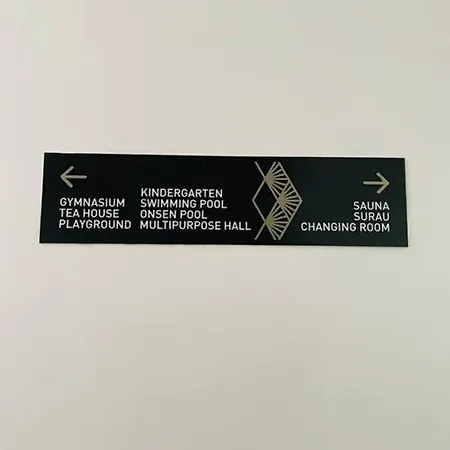 GYMNASIUM
TEA HOUSE
PLAYGROUND
KINDERGARTEN
SWIMMING POOL
ONSEN POOL
MULTIPURPOSE HALL
SAUNA
SURAU
CHANGING ROOM